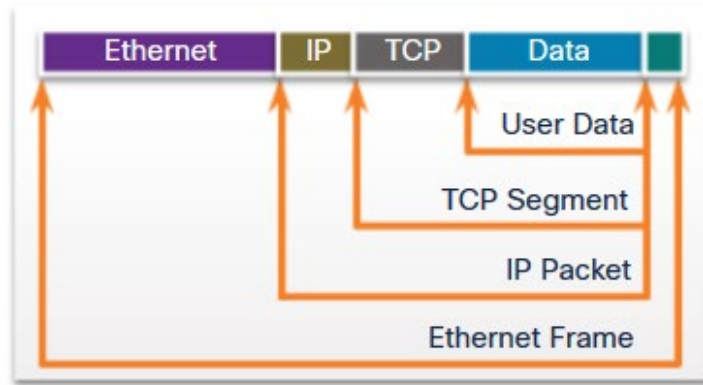 Ethernet IP TCP Data
User Data
TCP Segment
IP Packet
Ethernet Frame